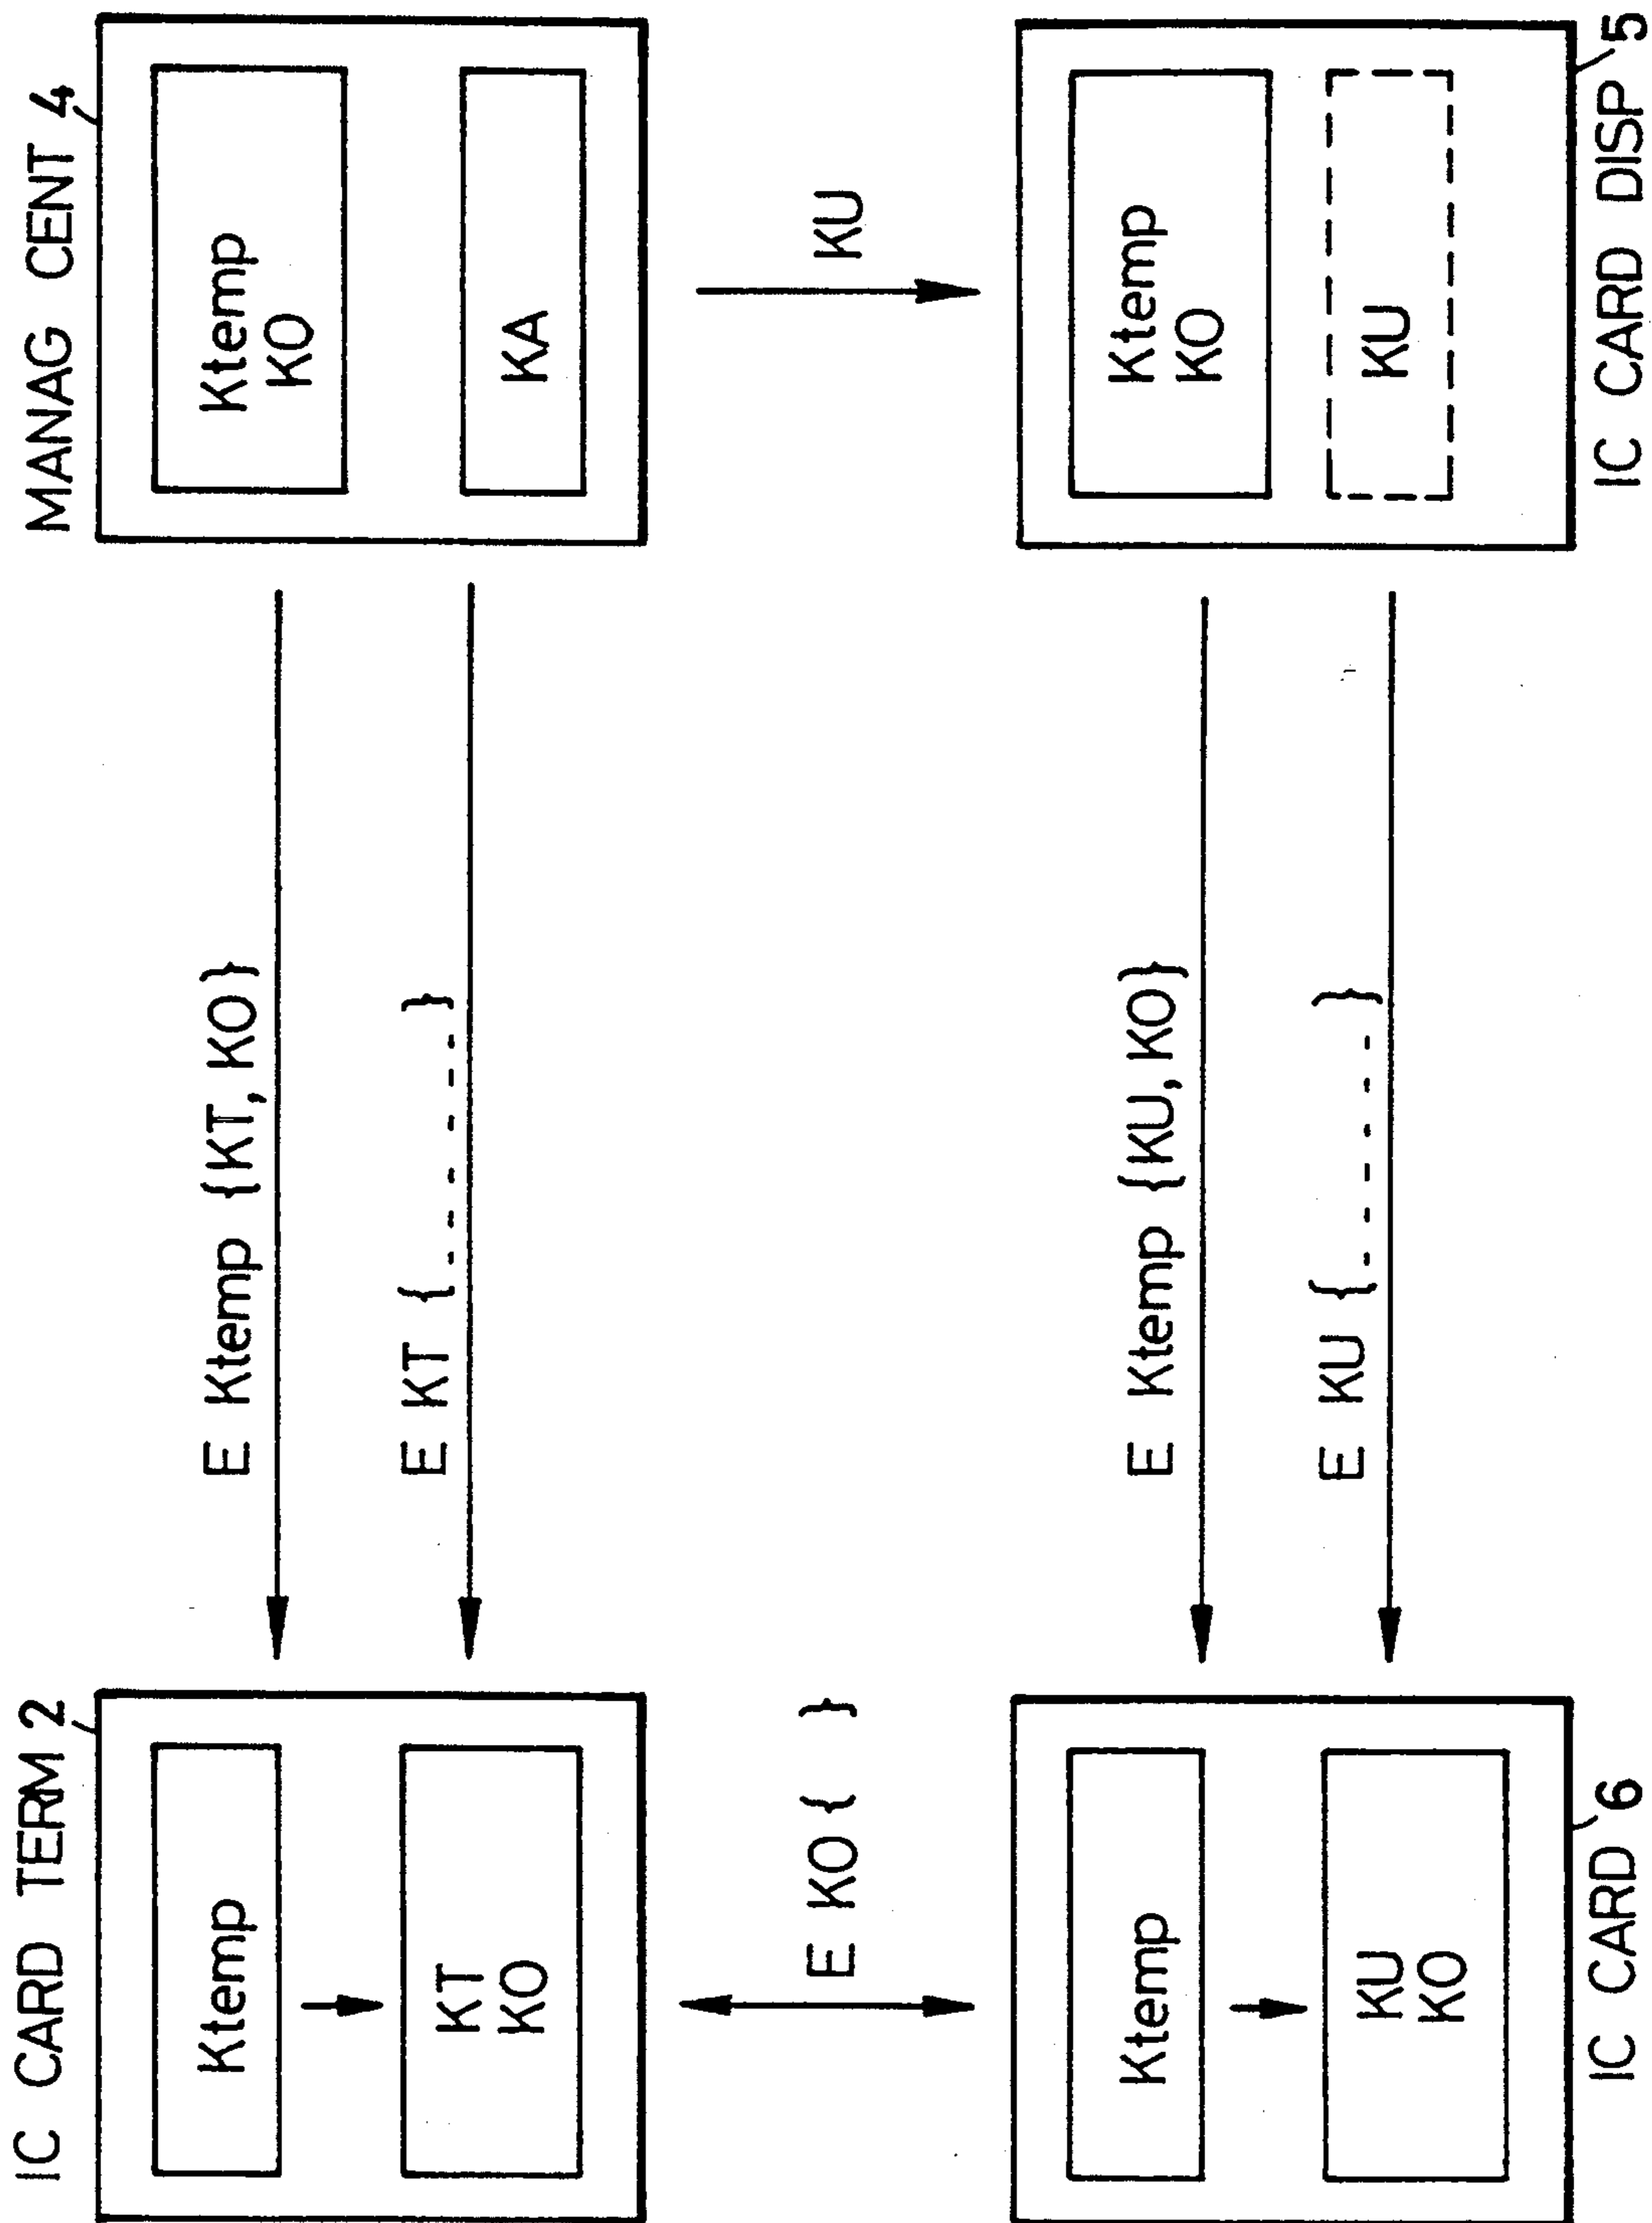 IC CARD TERM 2
MANAG CENT 4
Ktemp
E Ktemp {KT, KO}
Ktemp
KO
KT
KO
E KT {- - - - - -}
KA
E KO { }
KU
Ktemp
E Ktemp {KU, KO}
Ktemp
KO
KU
KO
E KU {- - - - - -}
KU
IC CARD 6
IC CARD DISP 5